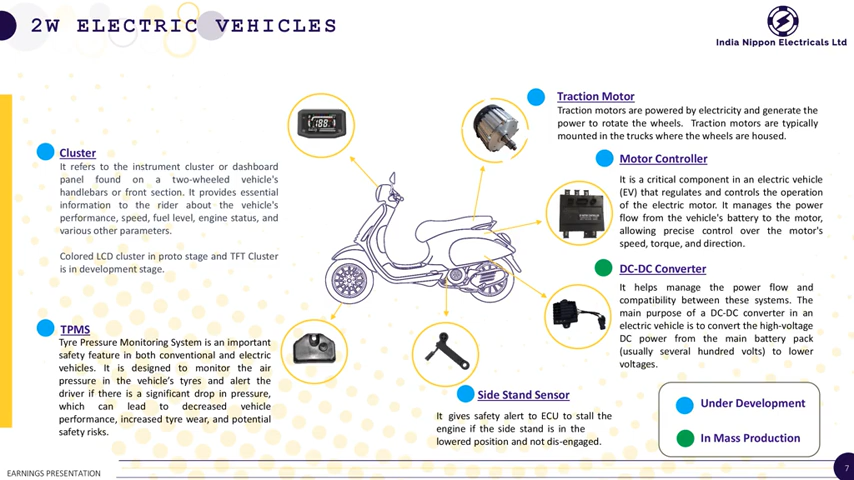 2W ELECTRIC VEHICLES
India Nippon Electricals Ltd
Cluster
It refers to the instrument cluster or dashboard
panel found on a two-wheeled vehicle's
handlebars or front section. It provides essential
information to the rider about the vehicle's
performance, speed, fuel level, engine status, and
various other parameters.
Colored LCD cluster in proto stage and TFT Cluster
is in development stage.
TPMS
Tyre Pressure Monitoring System is an important
safety feature in both conventional and electric
vehicles. It is designed to monitor the air
pressure in the vehicle's tyres and alert the
driver if there is a significant drop in pressure,
which can lead to decreased vehicle
performance, increased tyre wear, and potential
safety risks.
188
Traction Motor
Traction motors are powered by electricity and generate the
power to rotate the wheels. Traction motors are typically
mounted in the trucks where the wheels are housed.
Motor Controller
It is a critical component in an electric vehicle
(EV) that regulates and controls the operation
of the electric motor. It manages the power
flow from the vehicle's battery to the motor,
allowing precise control over the motor's
speed, torque, and direction.
DC-DC Converter
It helps manage the power flow and
compatibility between these systems. The
main purpose of a DC-DC converter in an
electric vehicle is to convert the high-voltage
DC power from the main battery pack
(usually several hundred volts) to lower
voltages.
Side Stand Sensor
It gives safety alert to ECU to stall the
engine if the side stand is in the
lowered position and not dis-engaged.
Under Development
In Mass Production
EARNINGS PRESENTATION
7